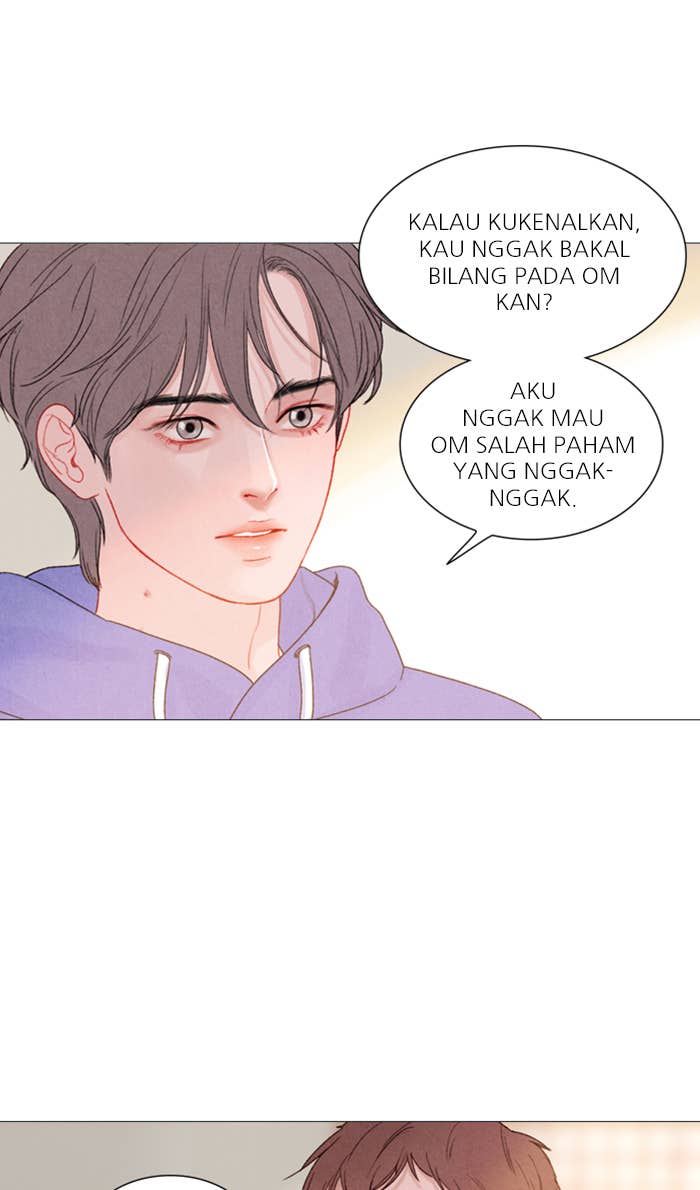 KALAU KUKENALKAN,
KAU NGGAK BAKAL
BILANG PADA OM
KAN?
AKU
NGGAK MAU
OM SALAH PAHAM
YANG NGGAK-
NGGAK.